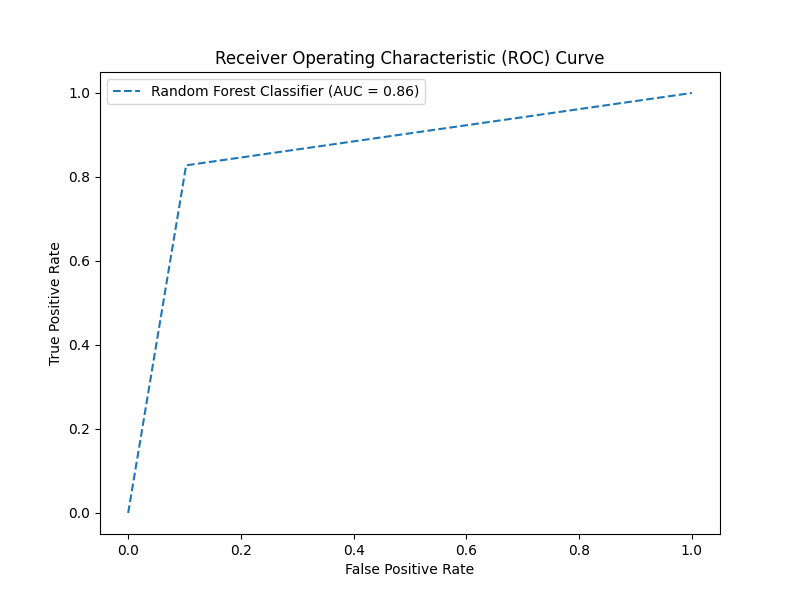 Receiver Operating Characteristic (ROC) Curve
Random Forest Classifier (AUC = 0.86)
1.0
0.8
0.6
0.4
0.2
0.0
True Positive Rate
0.0 0.2 0.4 0.6 0.8 1.0
False Positive Rate